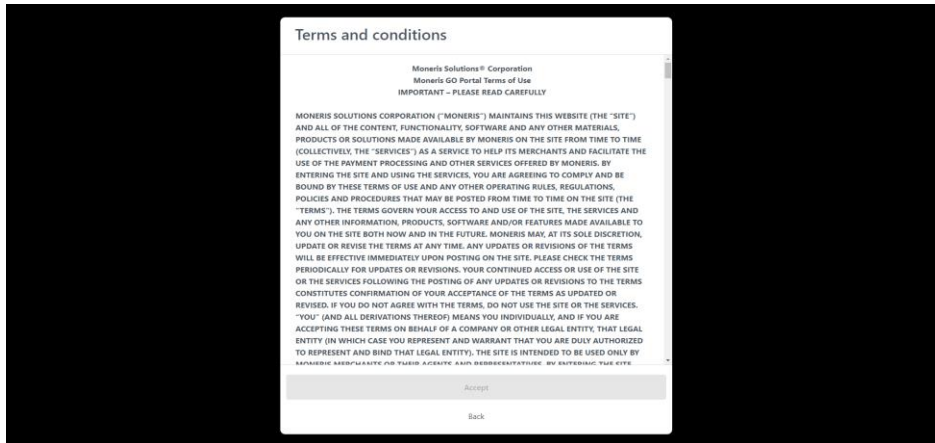 Terms and conditions
Moneris Solutions® Corporation
Moneris GO Portal Terms of Use
IMPORTANT – PLEASE READ CAREFULLY
MONERIS SOLUTIONS CORPORATION ("MONERIS") MAINTAINS THIS WEBSITE (THE "SITE")
AND ALL OF THE CONTENT, FUNCTIONALITY, SOFTWARE AND ANY OTHER MATERIALS,
PRODUCTS OR SOLUTIONS MADE AVAILABLE BY MONERIS ON THE SITE FROM TIME TO TIME
(COLLECTIVELY, THE "SERVICES") AS A SERVICE TO HELP ITS MERCHANTS AND FACILITATE THE
USE OF THE PAYMENT PROCESSING AND OTHER SERVICES OFFERED BY MONERIS. BY
ENTERING THE SITE AND USING THE SERVICES, YOU ARE AGREEING TO COMPLY AND BE
BOUND BY THESE TERMS OF USE AND ANY OTHER OPERATING RULES, REGULATIONS,
POLICIES AND PROCEDURES THAT MAY BE POSTED FROM TIME TO TIME ON THE SITE (THE
"TERMS"). THE TERMS GOVERN YOUR ACCESS TO AND USE OF THE SITE, THE SERVICES AND
ANY OTHER INFORMATION, PRODUCTS, SOFTWARE AND/OR FEATURES MADE AVAILABLE TO
YOU ON THE SITE BOTH NOW AND IN THE FUTURE. MONERIS MAY, AT ITS SOLE DISCRETION,
UPDATE OR REVISE THE TERMS AT ANY TIME. ANY UPDATES OR REVISIONS OF THE TERMS
WILL BE EFFECTIVE IMMEDIATELY UPON POSTING ON THE SITE. PLEASE CHECK THE TERMS
PERIODICALLY FOR UPDATES OR REVISIONS. YOUR CONTINUED ACCESS OR USE OF THE SITE
OR THE SERVICES FOLLOWING THE POSTING OF ANY UPDATES OR REVISIONS TO THE TERMS
CONSTITUTES CONFIRMATION OF YOUR ACCEPTANCE OF THE TERMS AS UPDATED OR
REVISED. IF YOU DO NOT AGREE WITH THE TERMS, DO NOT USE THE SITE OR THE SERVICES.
"YOU" (AND ALL DERIVATIONS THEREOF) MEANS YOU INDIVIDUALLY, AND IF YOU ARE
ACCEPTING THESE TERMS ON BEHALF OF A COMPANY OR OTHER LEGAL ENTITY, THAT LEGAL
ENTITY (IN WHICH CASE YOU REPRESENT AND WARRANT THAT YOU ARE DULY AUTHORIZED
TO REPRESENT AND BIND THAT LEGAL ENTITY). THE SITE IS INTENDED TO BE USED ONLY BY
MONERIS MERCHANTS OR THEIR AGENTS AND REPRESENTATIVES. BY ENTERING THE SITE
Accept
Back